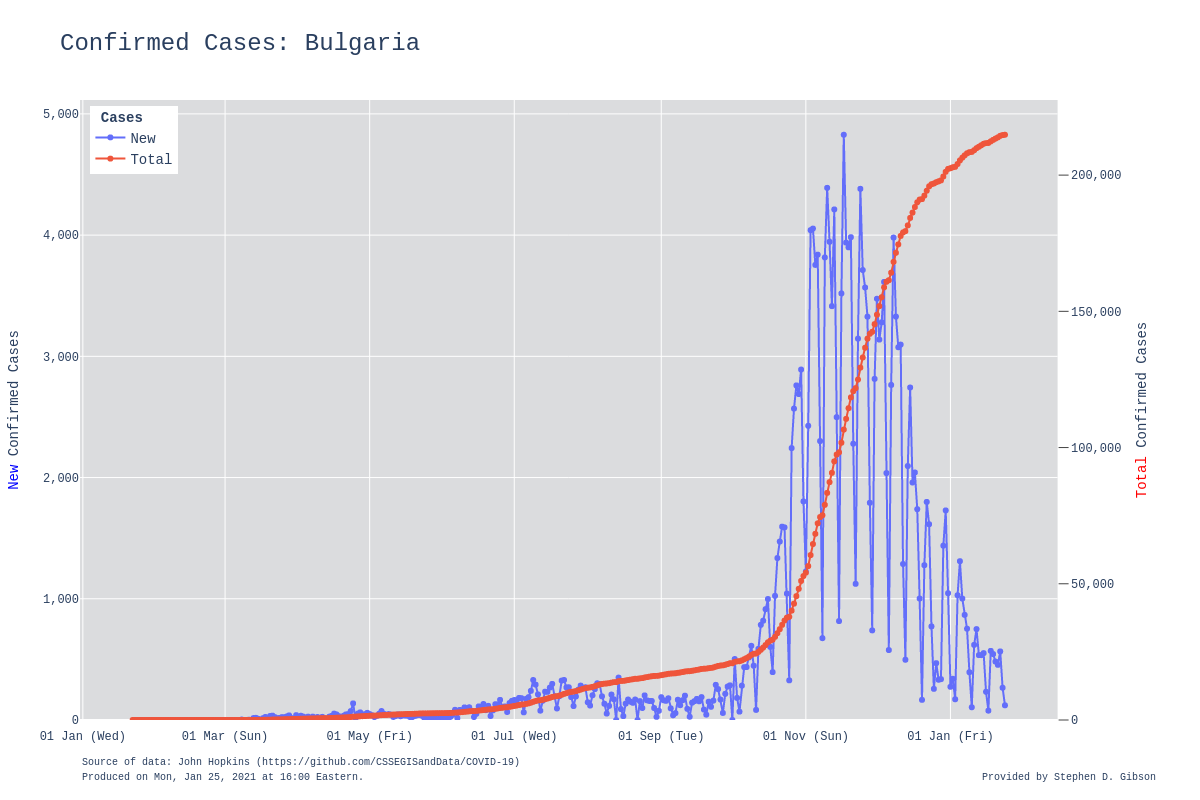 Confirmed Cases: Bulgaria
Cases
New
Total
5,000
4,000
3,000
2,000
1,000
0
200,000
150,000
100,000
50,000
0
New Confirmed Cases
Total Confirmed Cases
01 Jan (Wed)
01 Mar (Sun)
01 May (Fri)
01 Jul (Wed)
01 Sep (Tue)
01 Nov (Sun)
01 Jan (Fri)
Source of data: John Hopkins (https://github.com/CSSEGISandData/COVID-19)
Produced on Mon, Jan 25, 2021 at 16:00 Eastern.
Provided by Stephen D. Gibson